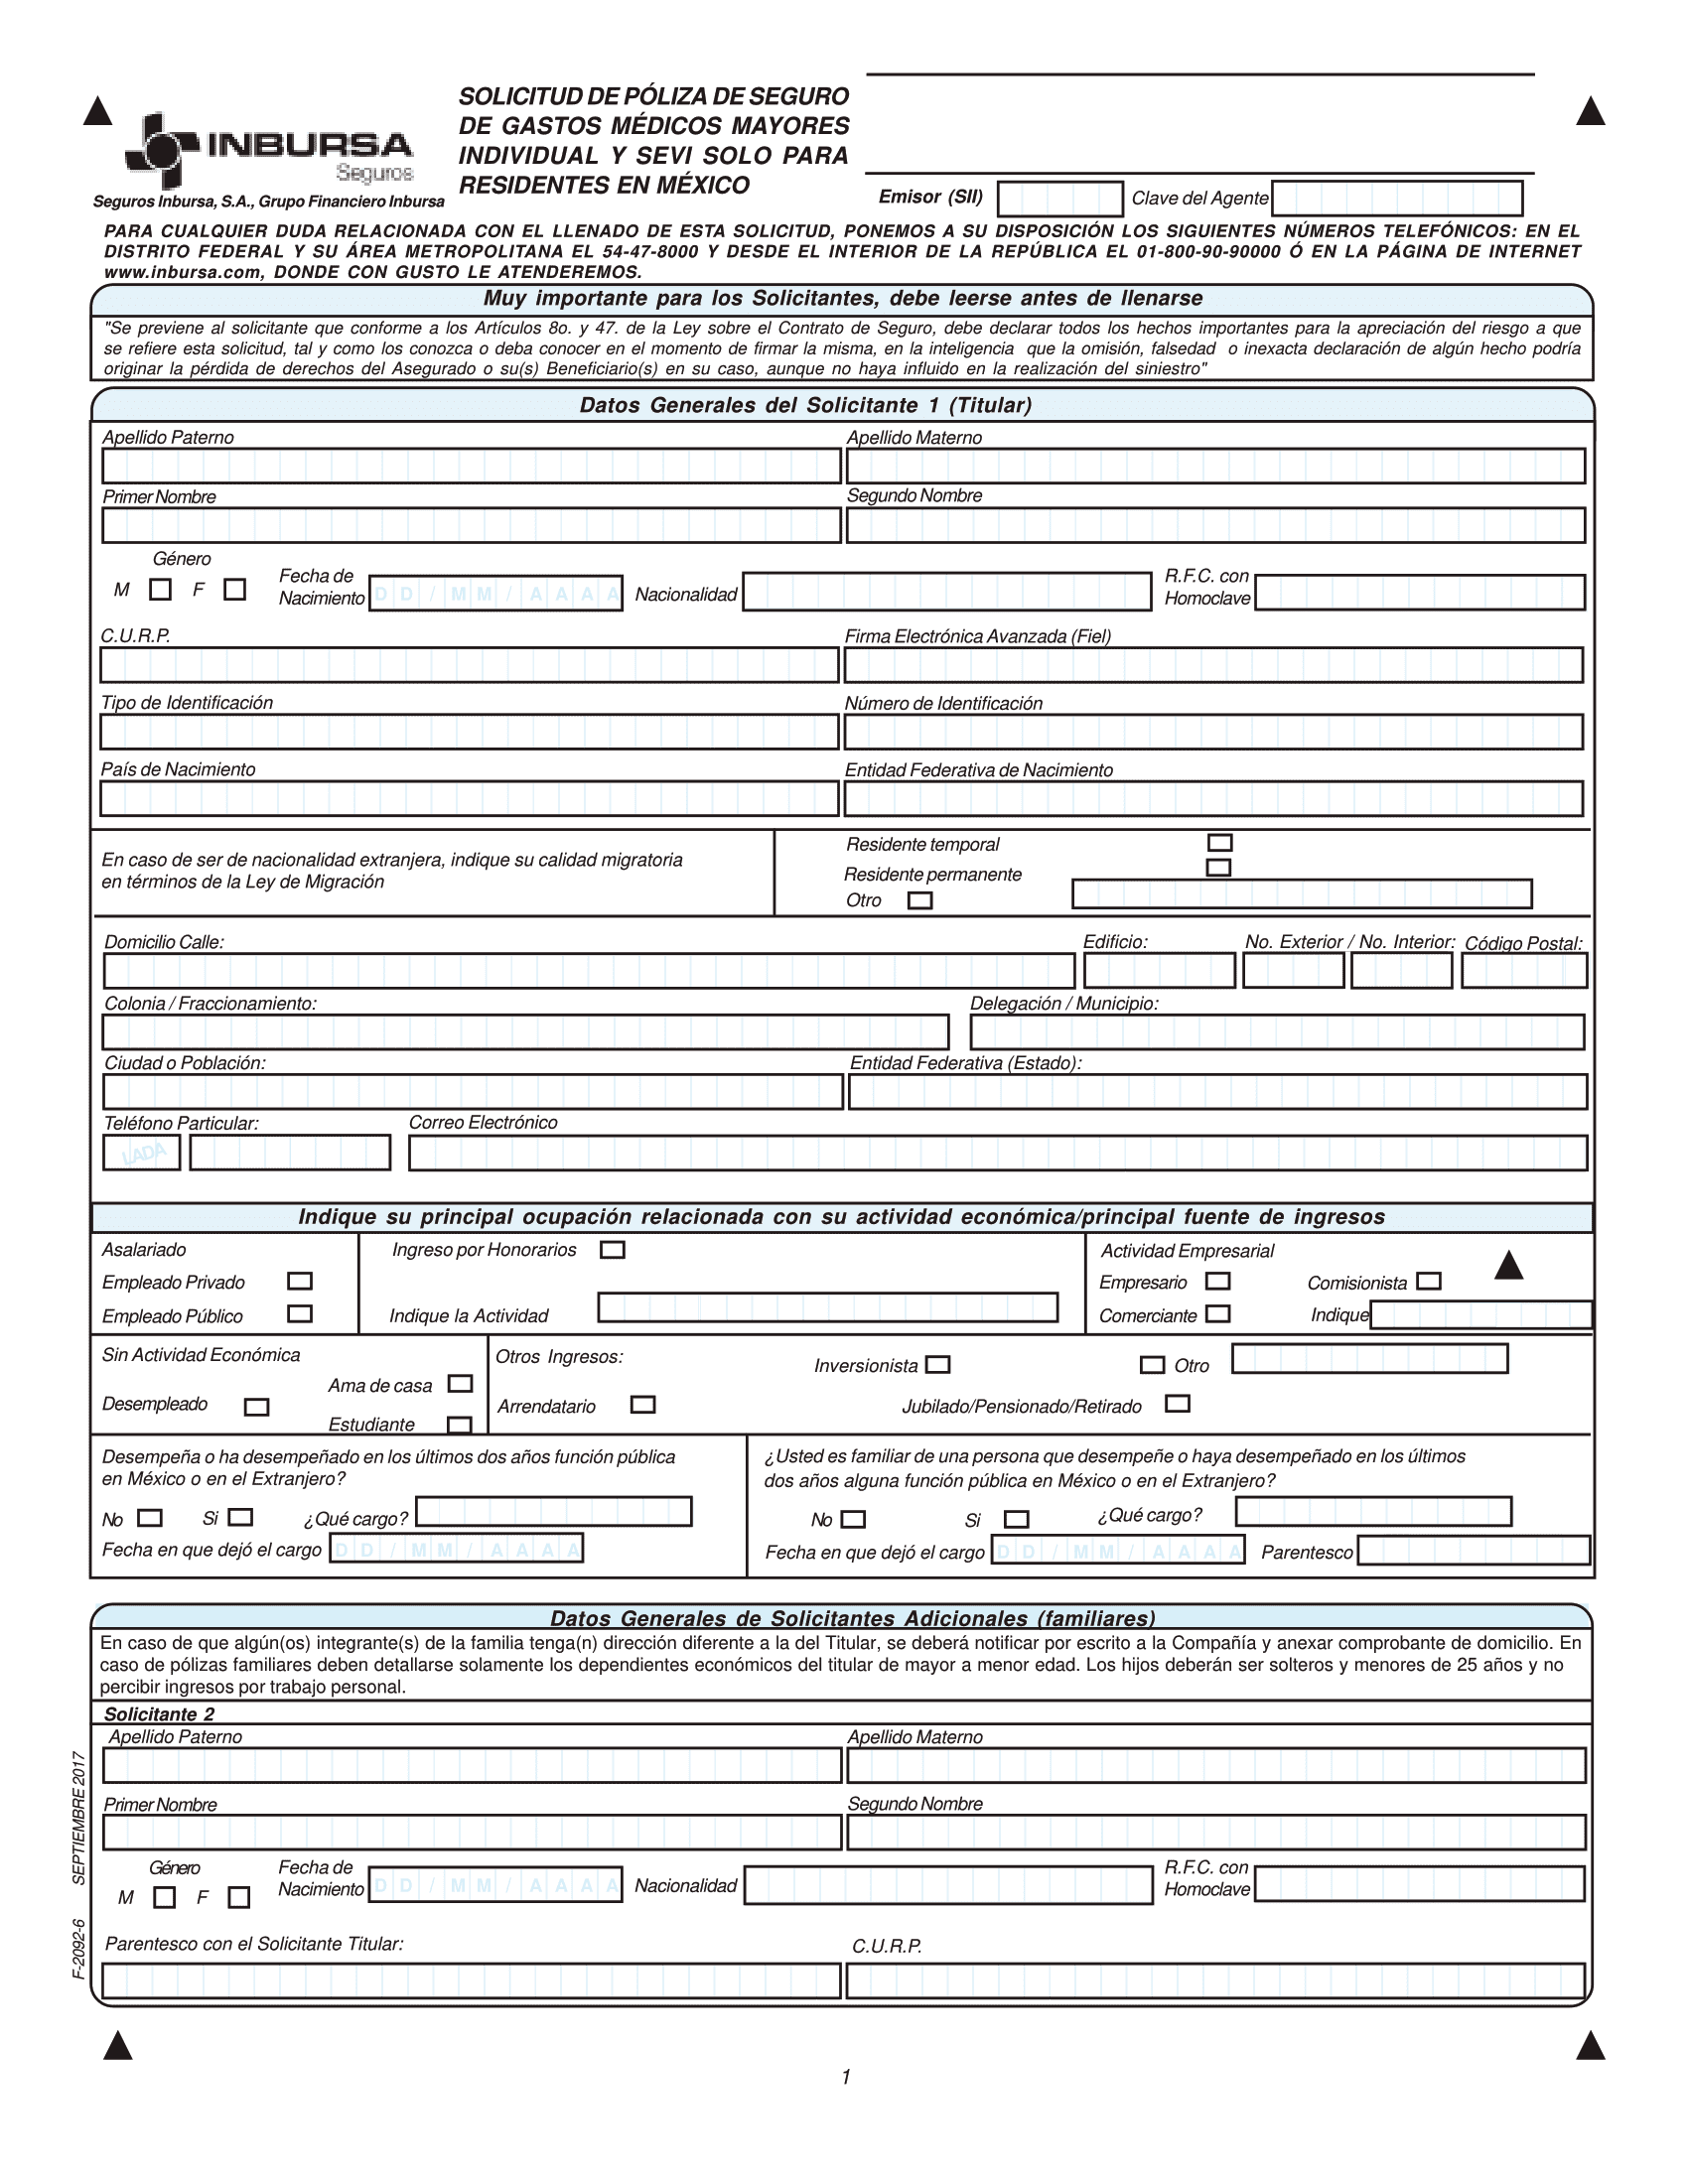 INBURSA
Seguros
Seguros Inbursa, S.A., Grupo Financiero Inbursa
SOLICITUD DE PÓLIZA DE SEGURO
DE GASTOS MÉDICOS MAYORES
INDIVIDUAL Y SEVI SOLO PARA
RESIDENTES EN MÉXICO
Emisor (SII) Clave del Agente
PARA CUALQUIER DUDA RELACIONADA CON EL LLENADO DE ESTA SOLICITUD, PONEMOS A SU DISPOSICIÓN LOS SIGUIENTES NÚMEROS TELEFÓNICOS: EN EL
DISTRITO FEDERAL Y SU ÁREA METROPOLITANA EL 54-47-8000 Y DESDE EL INTERIOR DE LA REPÚBLICA EL 01-800-90-90000 Ó EN LA PÁGINA DE INTERNET
www.inbursa.com, DONDE CON GUSTO LE ATENDEREMOS.
Muy importante para los Solicitantes, debe leerse antes de llenarse
"Se previene al solicitante que conforme a los Artículos 8o. y 47. de la Ley sobre el Contrato de Seguro, debe declarar todos los hechos importantes para la apreciación del riesgo a que
se refiere esta solicitud, tal y como los conozca o deba conocer en el momento de firmar la misma, en la inteligencia que la omisión, falsedad o inexacta declaración de algún hecho podría
originar la pérdida de derechos del Asegurado o su(s) Beneficiario(s) en su caso, aunque no haya influido en la realización del siniestro"
Datos Generales del Solicitante 1 (Titular)
Apellido Paterno Apellido Materno
Primer Nombre Segundo Nombre
Género
M F
Fecha de
Nacimiento DD/MM/AAAA Nacionalidad
R.F.C. con
Homoclave
C.U.R.P. Firma Electrónica Avanzada (Fiel)
Tipo de Identificación Número de Identificación
País de Nacimiento Entidad Federativa de Nacimiento
En caso de ser de nacionalidad extranjera, indique su calidad migratoria
en términos de la Ley de Migración
Residente temporal
Residente permanente
Otro
Domicilio Calle: Edificio: No. Exterior / No. Interior: Código Postal:
Colonia / Fraccionamiento: Delegación / Municipio:
Ciudad o Población: Entidad Federativa (Estado):
Teléfono Particular: Correo Electrónico
LADA
Indique su principal ocupación relacionada con su actividad económica/principal fuente de ingresos
Asalariado
Empleado Privado
Empleado Público
Ingreso por Honorarios
Indique la Actividad
Actividad Empresarial
Empresario Comisionista
Comerciante Indique
Sin Actividad Económica
Ama de casa
Desempleado
Estudiante
Otros Ingresos:
Inversionista Otro
Arrendatario Jubilado/Pensionado/Retirado
Desempeña o ha desempeñado en los últimos dos años función pública
en México o en el Extranjero?
No Si ¿Qué cargo?
Fecha en que dejó el cargo DD/MM/AAAA
¿Usted es familiar de una persona que desempeñe o haya desempeñado en los últimos
dos años alguna función pública en México o en el Extranjero?
No Si ¿Qué cargo?
Fecha en que dejó el cargo DD/MM/AAAA Parentesco
Datos Generales de Solicitantes Adicionales (familiares)
En caso de que algún(os) integrante(s) de la familia tenga(n) dirección diferente a la del Titular, se deberá notificar por escrito a la Compañía y anexar comprobante de domicilio. En
caso de pólizas familiares deben detallarse solamente los dependientes económicos del titular de mayor a menor edad. Los hijos deberán ser solteros y menores de 25 años y no
percibir ingresos por trabajo personal.
Solicitante 2
Apellido Paterno Apellido Materno
Primer Nombre Segundo Nombre
Género
M F
Fecha de
Nacimiento DD/MM/AAAA Nacionalidad
R.F.C. con
Homoclave
Parentesco con el Solicitante Titular: C.U.R.P.
F-2092-6 SEPTIEMBRE 2017
1